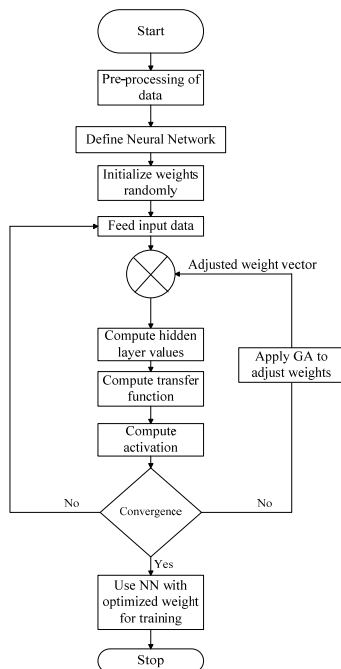 Start
Pre-processing of
data
Define Neural Network
Initialize weights
randomly
Feed input data
Adjusted weight vector
Compute hidden
layer values
Apply GA to
adjust weights
Compute transfer
function
Compute
activation
No
Convergence
No
Yes
Use NN with
optimized weight
for training
Stop